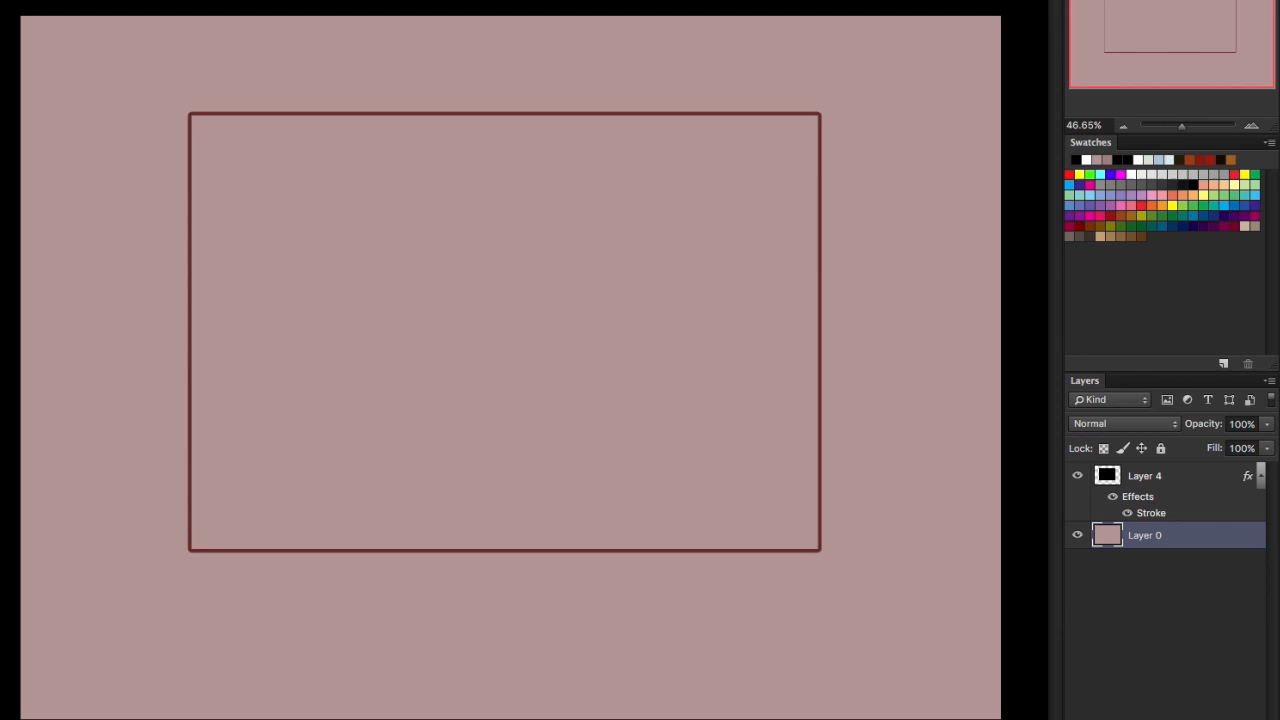 46.65%
Swatches
Layers
Kind
Normal Opacity: 100%
Lock: Fill: 100%
Layer 4 fx
Effects
Stroke
Layer 0